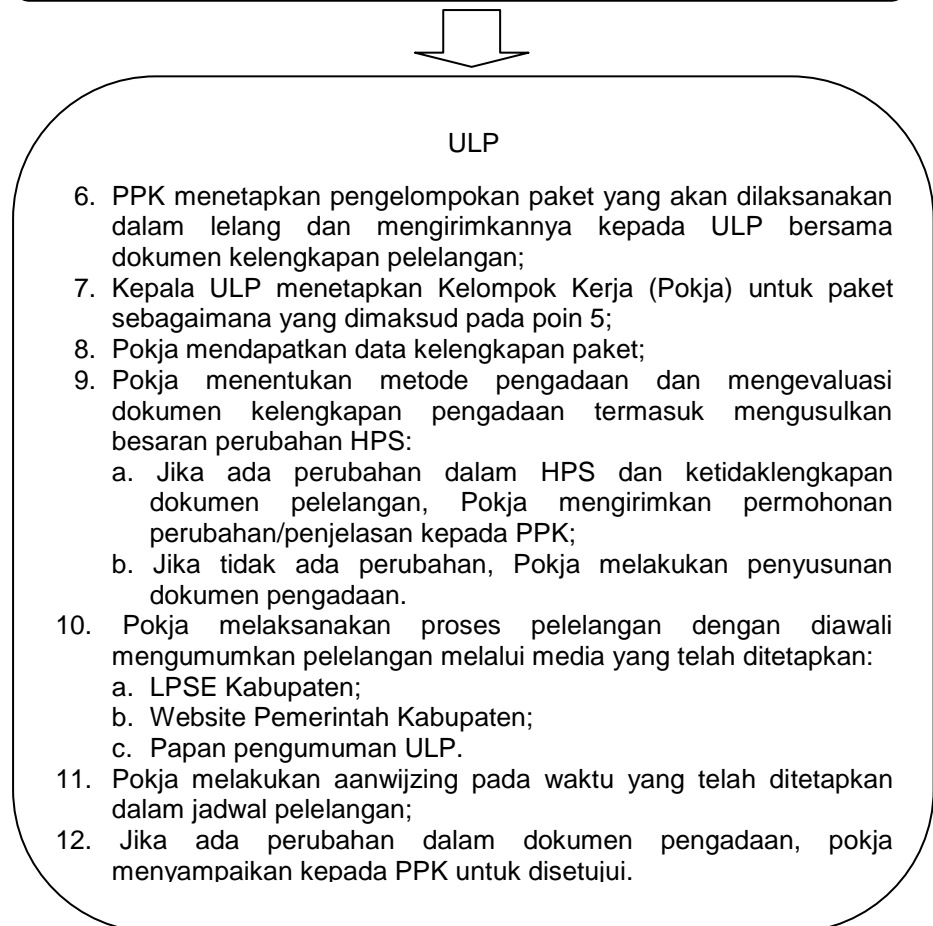 ULP
6. PPK menetapkan pengelompokan paket yang akan dilaksanakan
dalam lelang dan mengirimkannya kepada ULP bersama
dokumen kelengkapan pelelangan;
7. Kepala ULP menetapkan Kelompok Kerja (Pokja) untuk paket
sebagaimana yang dimaksud pada poin 5;
8. Pokja mendapatkan data kelengkapan paket;
9. Pokja menentukan metode pengadaan dan mengevaluasi
dokumen kelengkapan pengadaan termasuk mengusulkan
besaran perubahan HPS:
a. Jika ada perubahan dalam HPS dan ketidaklengkapan
dokumen pelelangan, Pokja mengirimkan permohonan
perubahan/penjelasan kepada PPK;
b. Jika tidak ada perubahan, Pokja melakukan penyusunan
dokumen pengadaan.
10. Pokja melaksanakan proses pelelangan dengan diawali
mengumumkan pelelangan melalui media yang telah ditetapkan:
a. LPSE Kabupaten;
b. Website Pemerintah Kabupaten;
c. Papan pengumuman ULP.
11. Pokja melakukan aanwijzing pada waktu yang telah ditetapkan
dalam jadwal pelelangan;
12. Jika ada perubahan dalam dokumen pengadaan, pokja
menyampaikan kepada PPK untuk disetujui.